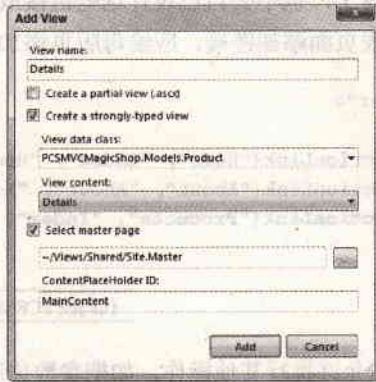 Add View
View name:
Details
Create a partial view (.ascx)
Create a strongly-typed view
View data class:
PCSMVCMagicShop.Models.Product
View content:
Details
Select master page
~/Views/Shared/Site.Master
...
ContentPlaceHolder ID:
MainContent
Add
Cancel